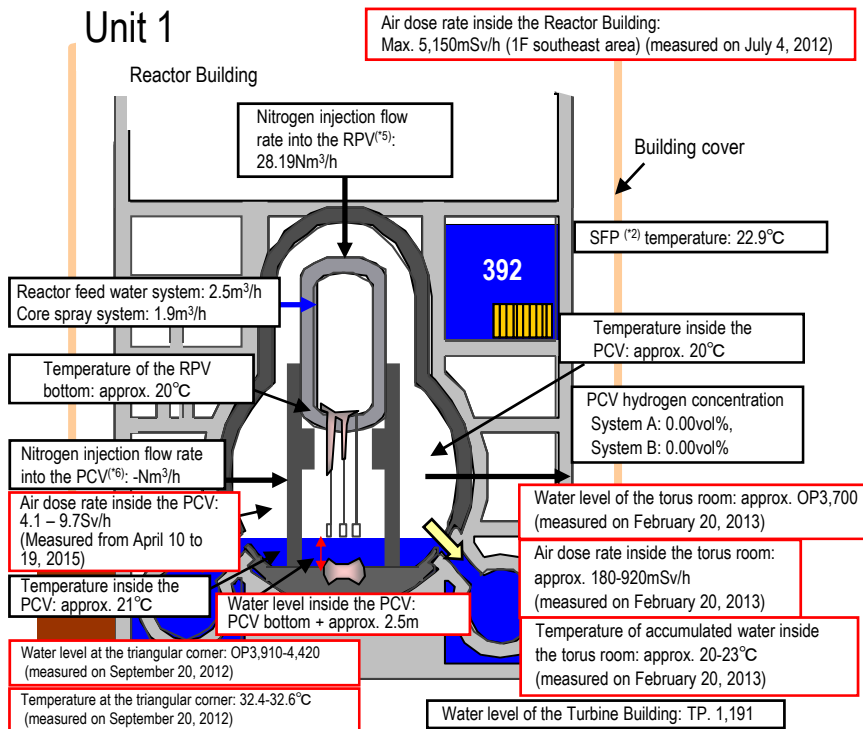 Unit 1
Air dose rate inside the Reactor Building:
Max. 5,150mSv/h (1F southeast area) (measured on July 4, 2012)
Reactor Building
Nitrogen injection flow
rate into the RPV(*5):
28.19Nm3/h
Building cover
SFP (*2) temperature: 22.9°C
392
Reactor feed water system: 2.5m3/h
Core spray system: 1.9m3/h
Temperature inside the
PCV: approx. 20°C
Temperature of the RPV
bottom: approx. 20°C
PCV hydrogen concentration
System A: 0.00vol%,
System B: 0.00vol%
Nitrogen injection flow rate
into the PCV(*6): -Nm3/h
Air dose rate inside the PCV:
4.1 – 9.7Sv/h
(Measured from April 10 to
19, 2015)
Water level of the torus room: approx. OP3,700
(measured on February 20, 2013)
Air dose rate inside the torus room:
approx. 180-920mSv/h
(measured on February 20, 2013)
Temperature inside the
PCV: approx. 21°C
Water level inside the PCV:
PCV bottom + approx. 2.5m
Temperature of accumulated water inside
the torus room: approx. 20-23°C
(measured on February 20, 2013)
Water level at the triangular corner: OP3,910-4,420
(measured on September 20, 2012)
Temperature at the triangular corner: 32.4-32.6°C
(measured on September 20, 2012)
Water level of the Turbine Building: TP. 1,191